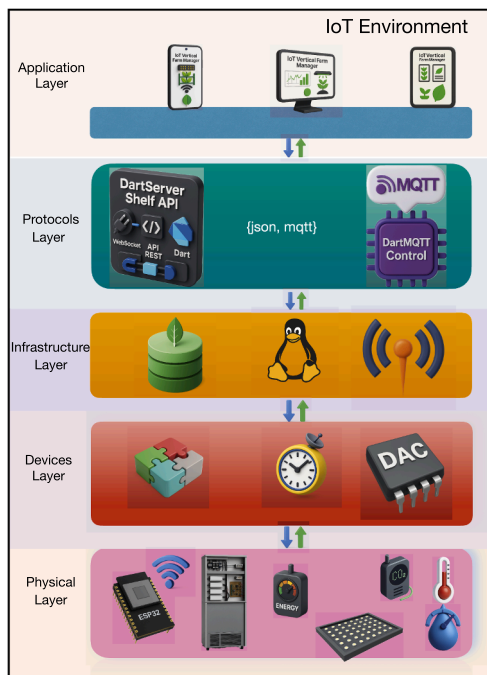 IoT Environment
Application
Layer
IoT Vertical Farm
Manager
IoT Vertical Farm
Manager
IoT Vertical Farm
Manager
Protocols
Layer
DartServer
Shelf API
WebSocket
API
REST
Dart
</>
{json, mqtt}
MQTT
DartMQTT
Control
Infrastructure
Layer
Devices
Layer
DAC
Physical
Layer
ESP32
ENERGY
CO₂